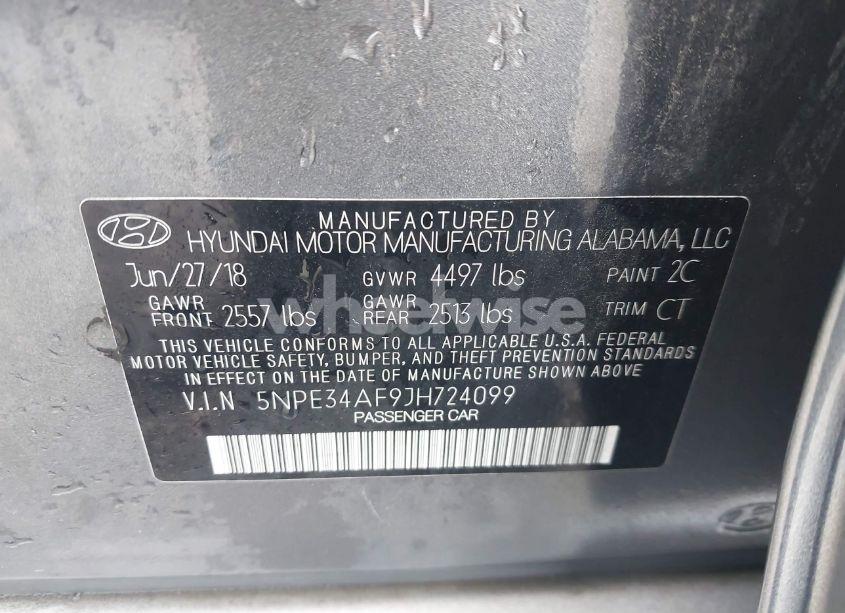 MANUFACTURED BY
HYUNDAI MOTOR MANUFACTURING ALABAMA, LLC
Jun/27/18 GVWR 4497 lbs PAINT 2C
GAWR FRONT 2557 lbs GAWR REAR 2513 lbs TRIM CT
THIS VEHICLE CONFORMS TO ALL APPLICABLE U.S.A. FEDERAL
MOTOR VEHICLE SAFETY, BUMPER, AND THEFT PREVENTION STANDARDS
IN EFFECT ON THE DATE OF MANUFACTURE SHOWN ABOVE
V.I.N 5NPE34AF9JH724099
PASSENGER CAR
wheelwise